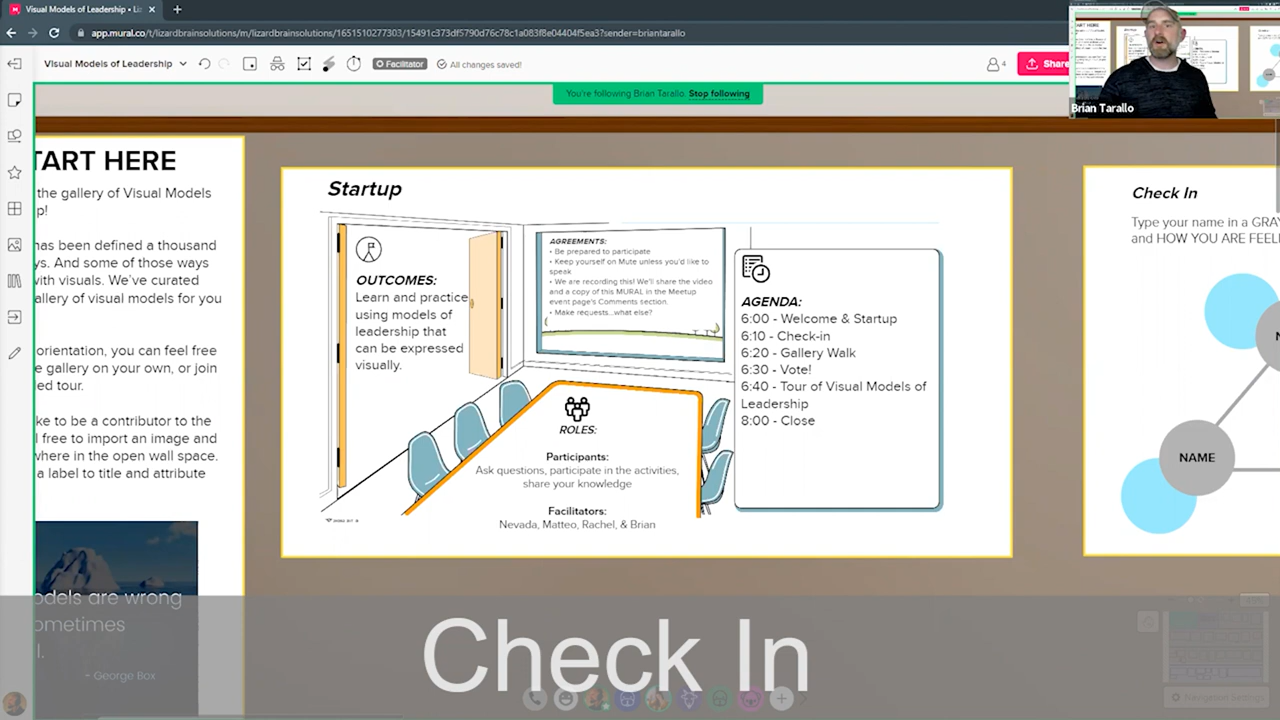 Visual Models of Leadership • Li
app.mural.co/t/lizardbrainsolutions/m/lizardbrainsolutions/
?sender=briantarallo
Visual Models of Leadership
Facilitator
All changes saved!
4
Share
You're following Brian Tarallo. Stop following
Brian Tarallo
TART HERE
the gallery of Visual Models
p!
has been defined a thousand
ys. And some of those ways
with visuals. We've curated
allery of visual models for you
orientation, you can feel free
e gallery on your own, or join
ed tour.
ike to be a contributor to the
l free to import an image and
where in the open wall space.
a label to title and attribute
odels are wrong
ometimes
l.
- George Box
Startup
OUTCOMES:
Learn and practice
using models of
leadership that
can be expressed
visually.
AGREEMENTS:
• Be prepared to participate
• Keep yourself on Mute unless you'd like to
speak
• We are recording this! We'll share the video
and a copy of this MURAL in the Meetup
event page's Comments section.
• Make requests...what else?
ROLES:
Participants:
Ask questions, participate in the activities,
share your knowledge
Facilitators:
Nevada, Matteo, Rachel, & Brian
AGENDA:
6:00 - Welcome & Startup
6:10 - Check-in
6:20 - Gallery Walk
6:30 - Vote!
6:40 - Tour of Visual Models of
Leadership
8:00 - Close
Check In
Type your name in a GRA
and HOW YOU ARE FEELI
NAME
Check In
Navigation Settings